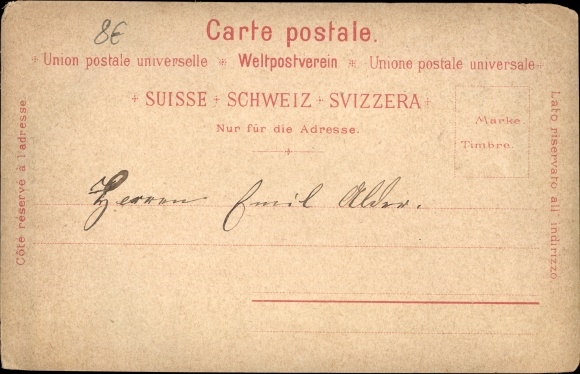 8€
Carte postale.
Union postale universelle * Weltpostverein * Unione postale universale
+ SUISSE + SCHWEIZ + SVIZZERA +
Nur für die Adresse.
Marke
Timbre.
Côté réservé à l'adresse.
Lato riservato all indirizzo
Herren Emil Alder.